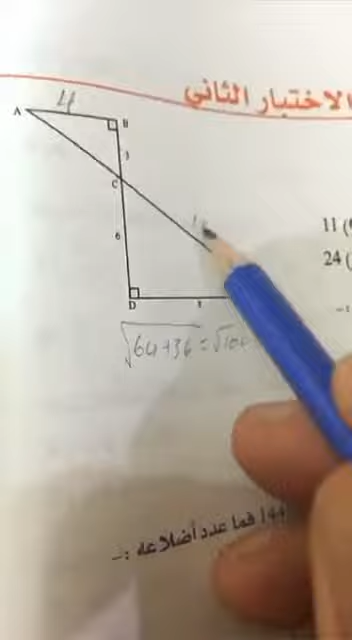 الاختبار الثاني
A
4
B
3
C
10
6
11 (
24 (
D
8
√64+36 = √100
144 فما عدد أضلاعه :-